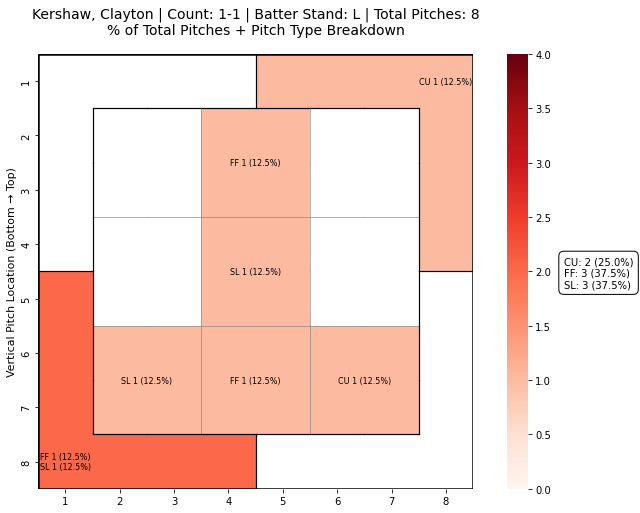 Kershaw, Clayton | Count: 1-1 | Batter Stand: L | Total Pitches: 8
% of Total Pitches + Pitch Type Breakdown
Vertical Pitch Location (Bottom → Top)
1
2
3
4
5
6
7
8
CU 1 (12.5%)
FF 1 (12.5%)
SL 1 (12.5%)
SL 1 (12.5%)
FF 1 (12.5%)
CU 1 (12.5%)
FF 1 (12.5%)
SL 1 (12.5%)
1
2
3
4
5
6
7
8
4.0
3.5
3.0
2.5
2.0
1.5
1.0
0.5
0.0
CU: 2 (25.0%)
FF: 3 (37.5%)
SL: 3 (37.5%)